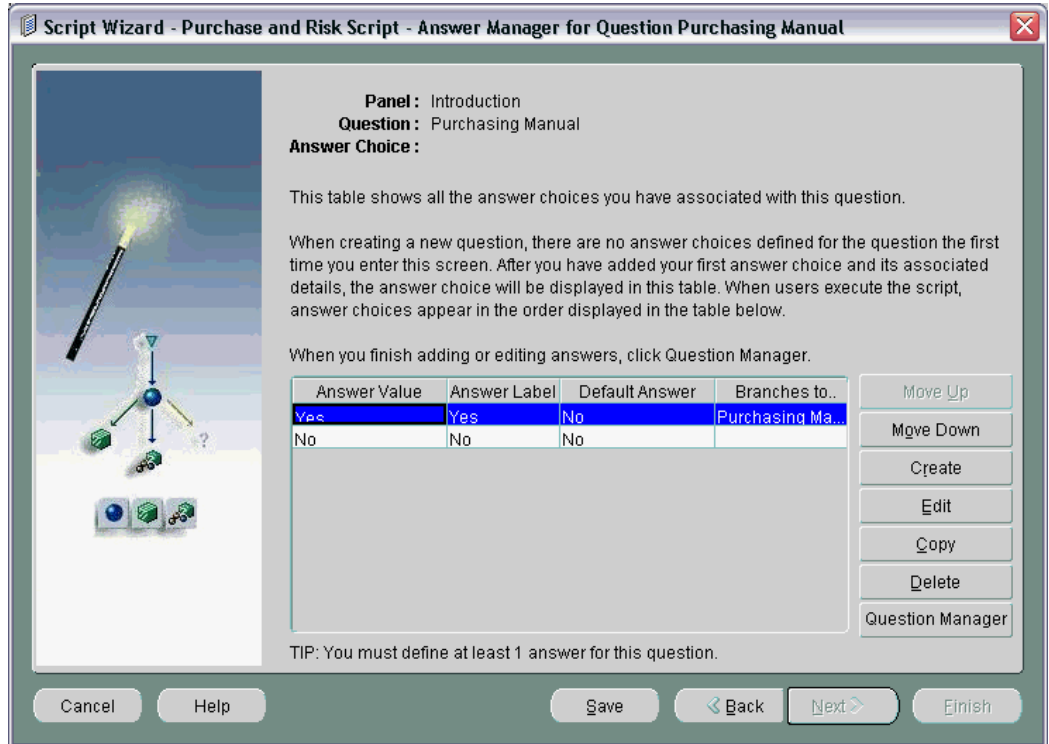 Script Wizard - Purchase and Risk Script - Answer Manager for Question Purchasing Manual
Panel : Introduction
Question : Purchasing Manual
Answer Choice :
This table shows all the answer choices you have associated with this question.
When creating a new question, there are no answer choices defined for the question the first
time you enter this screen. After you have added your first answer choice and its associated
details, the answer choice will be displayed in this table. When users execute the script,
answer choices appear in the order displayed in the table below.
When you finish adding or editing answers, click Question Manager.
Answer Value Answer Label Default Answer Branches to..
Yes Yes No Purchasing Ma...
No No No
Move Up
Move Down
Create
Edit
Copy
Delete
Question Manager
?
TIP: You must define at least 1 answer for this question.
Cancel Help Save Back Next Finish